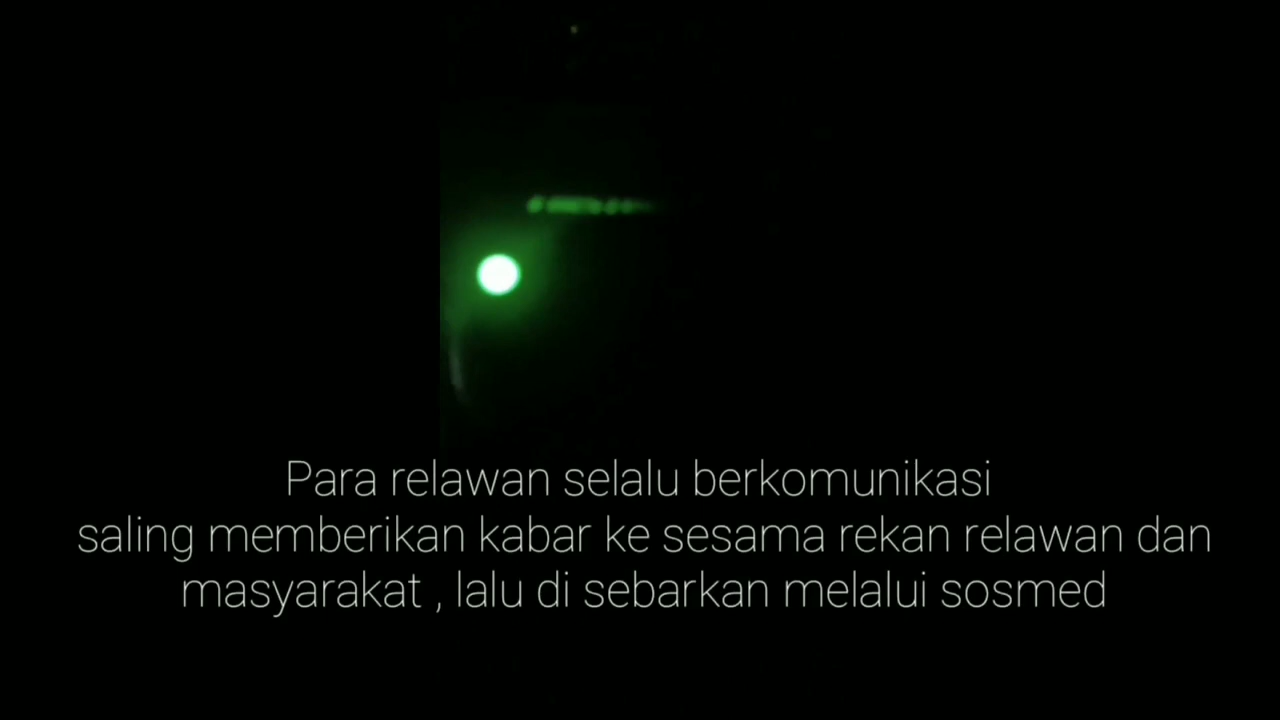 Para relawan selalu berkomunikasi
saling memberikan kabar ke sesama rekan relawan dan
masyarakat , lalu di sebarkan melalui sosmed